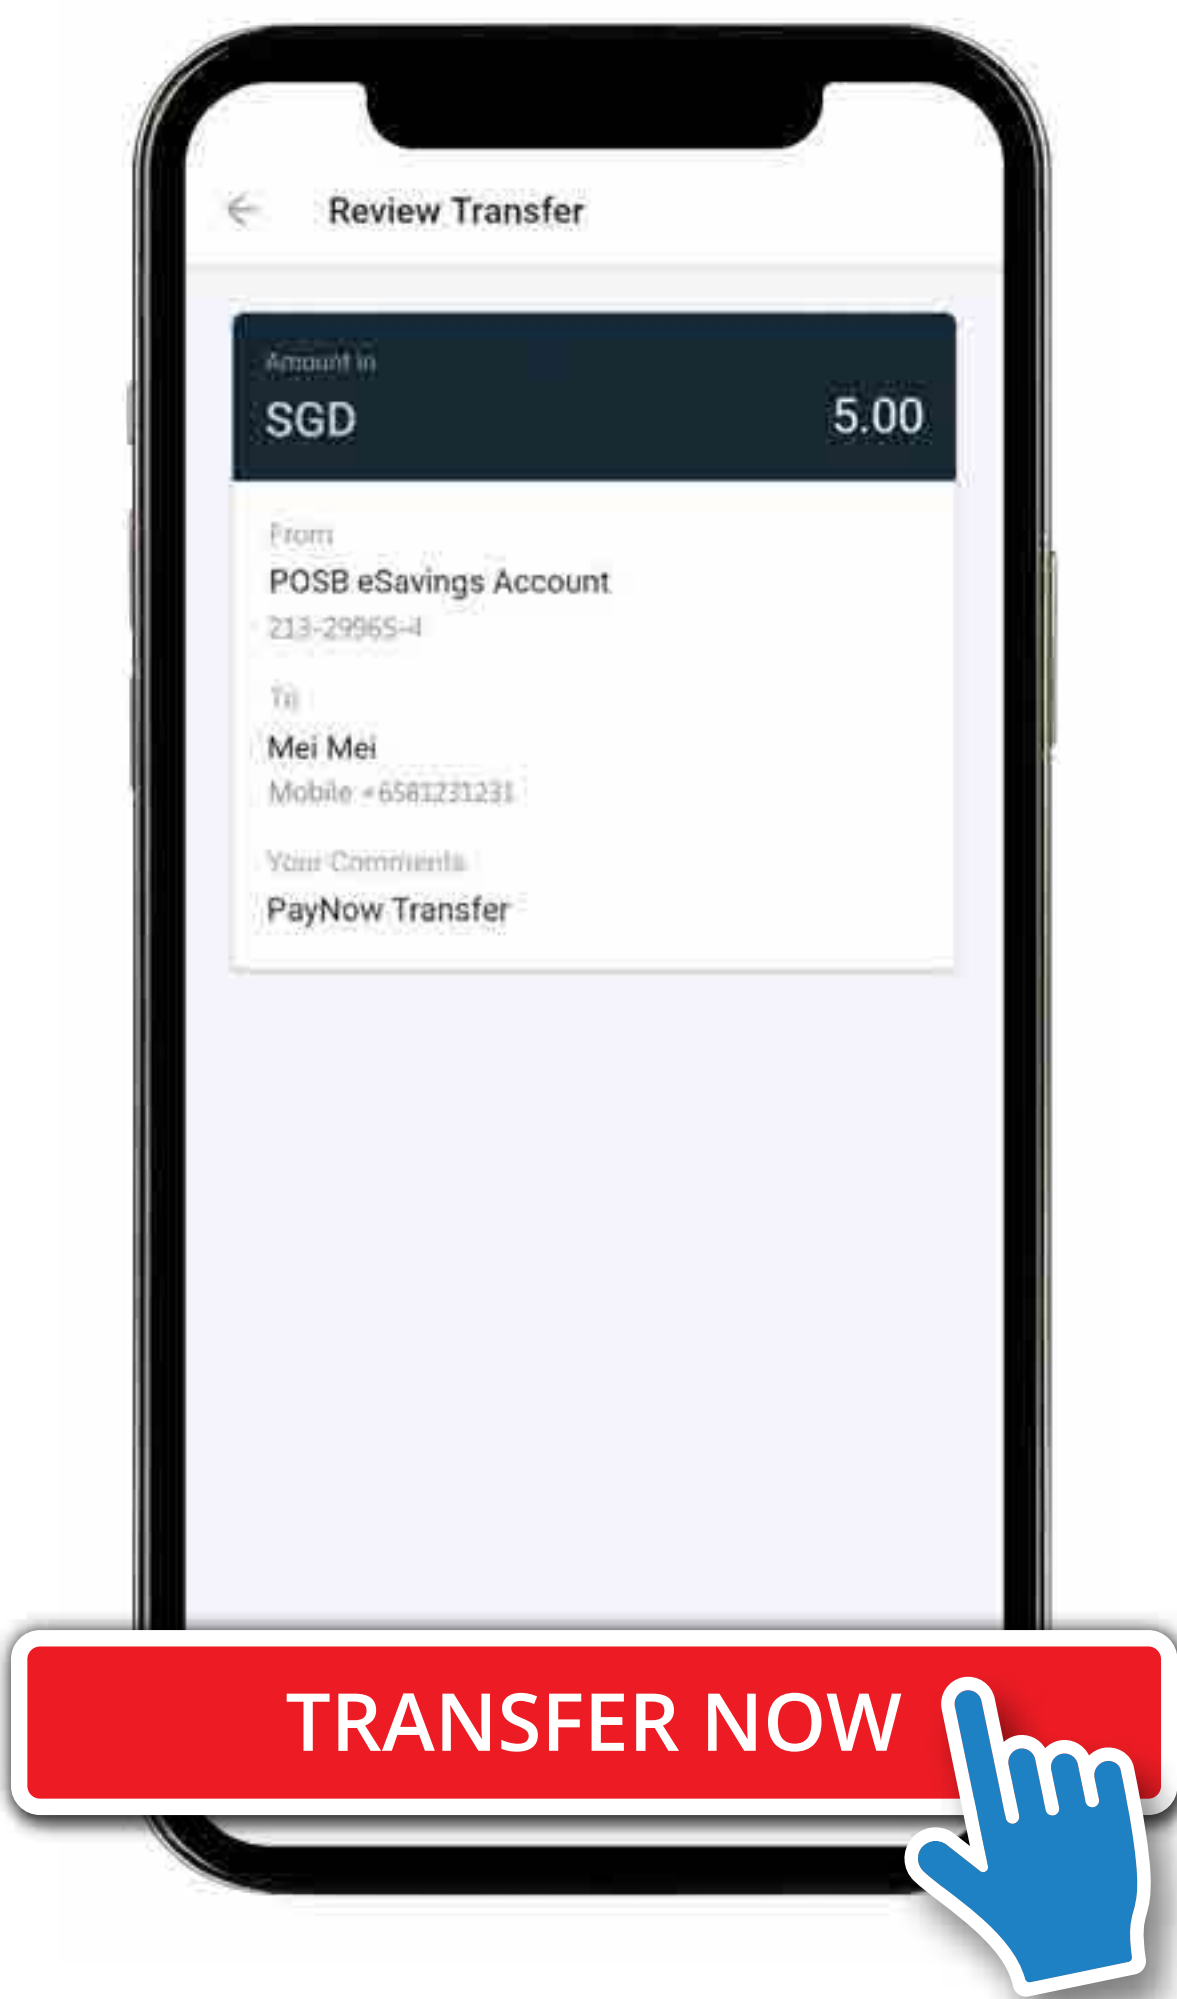 Review Transfer
Amount in
SGD 5.00
From
POSB eSavings Account
213-29965-4
To
Mei Mei
Mobile +6581231231
Your Comments
PayNow Transfer
TRANSFER NOW